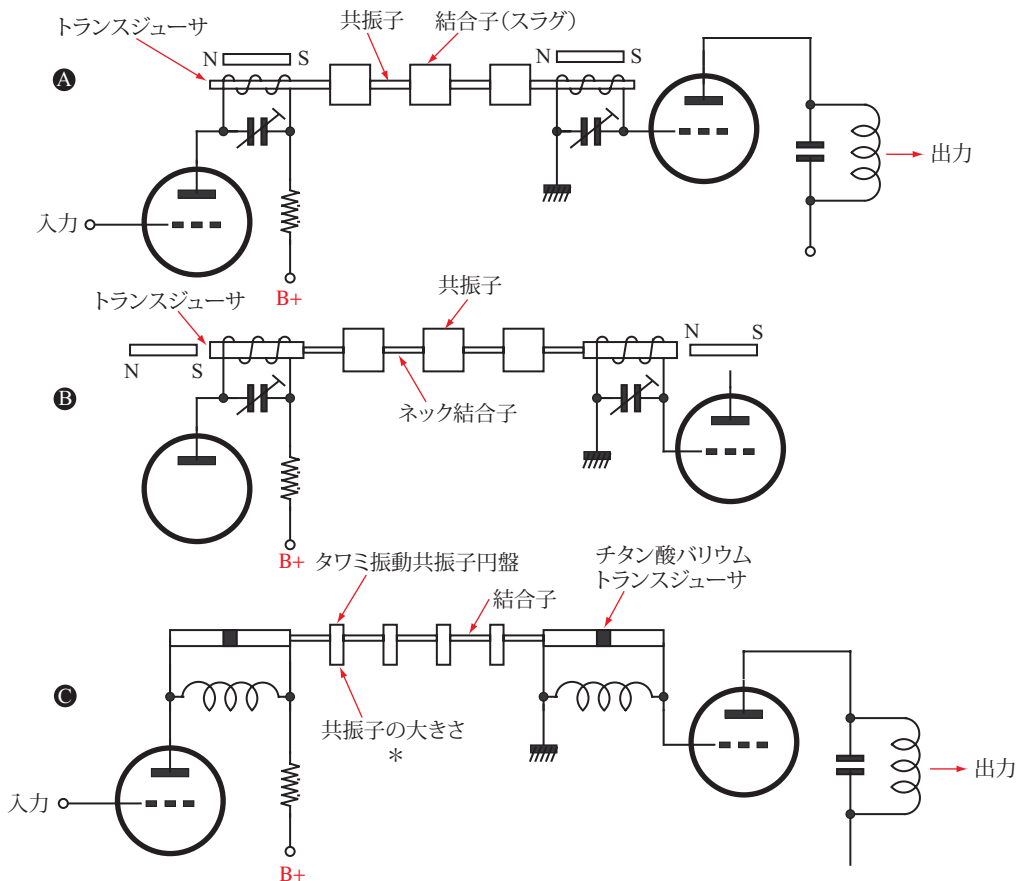 トランスジューサ
共振子
結合子(スラグ)
N
S
N
S
A
入力
B+
出力
トランスジューサ
共振子
N
S
N
S
B
ネック結合子
B+
タワミ振動共振子円盤
チタン酸バリウム
トランスジューサ
結合子
C
共振子の大きさ
*
入力
出力
B+